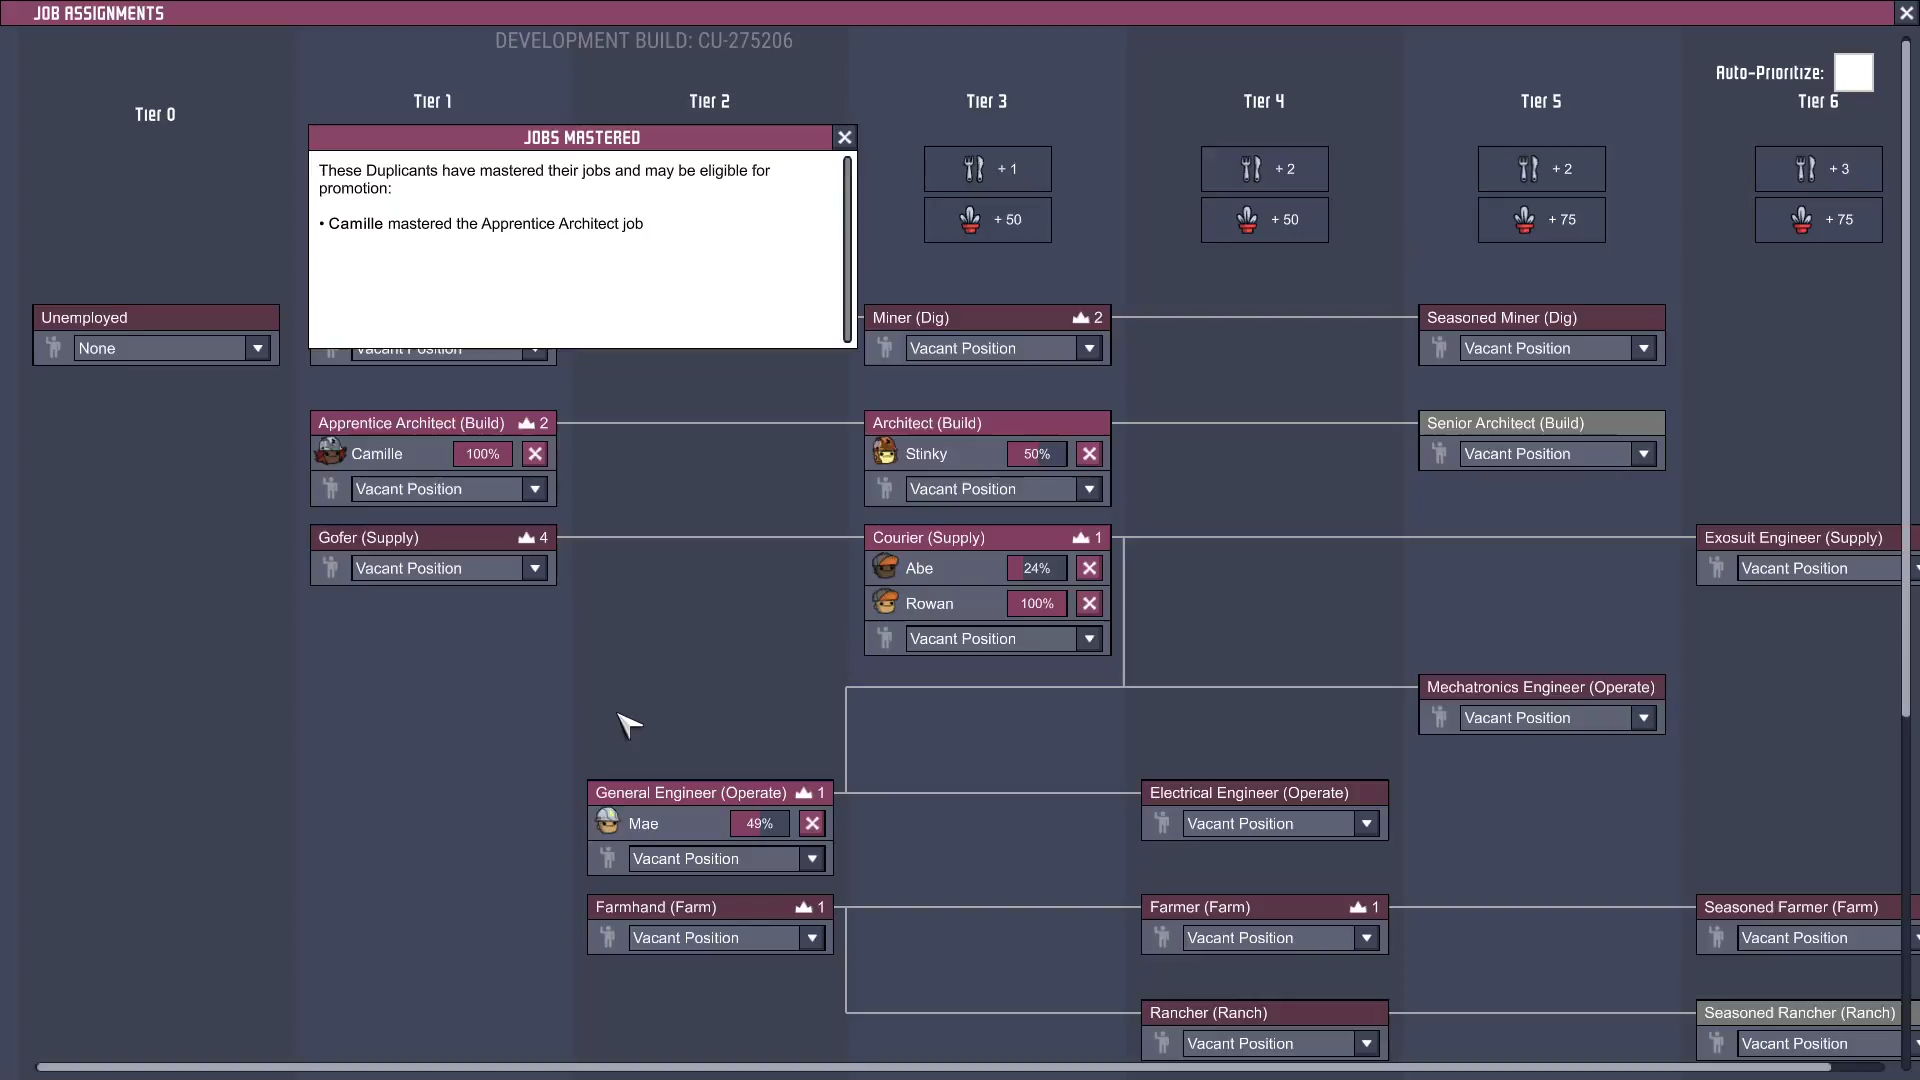 JOB ASSIGNMENTS
DEVELOPMENT BUILD: CU-275206
Auto-Prioritize:
Tier 0
Tier 1
Tier 2
Tier 3
Tier 4
Tier 5
Tier 6
JOBS MASTERED
These Duplicants have mastered their jobs and may be eligible for
promotion:
• Camille mastered the Apprentice Architect job
+ 1
+ 2
+ 2
+ 3
+ 50
+ 50
+ 75
+ 75
Unemployed
None
Vacant Position
Miner (Dig) 2
Vacant Position
Seasoned Miner (Dig)
Vacant Position
Apprentice Architect (Build) 2
Camille 100%
Vacant Position
Architect (Build)
Stinky 50%
Vacant Position
Senior Architect (Build)
Vacant Position
Gofer (Supply) 4
Vacant Position
Courier (Supply) 1
Abe 24%
Rowan 100%
Vacant Position
Exosuit Engineer (Supply)
Vacant Position
Mechatronics Engineer (Operate)
Vacant Position
General Engineer (Operate) 1
Mae 49%
Vacant Position
Electrical Engineer (Operate)
Vacant Position
Farmhand (Farm) 1
Vacant Position
Farmer (Farm) 1
Vacant Position
Seasoned Farmer (Farm)
Vacant Position
Rancher (Ranch)
Vacant Position
Seasoned Rancher (Ranch)
Vacant Position